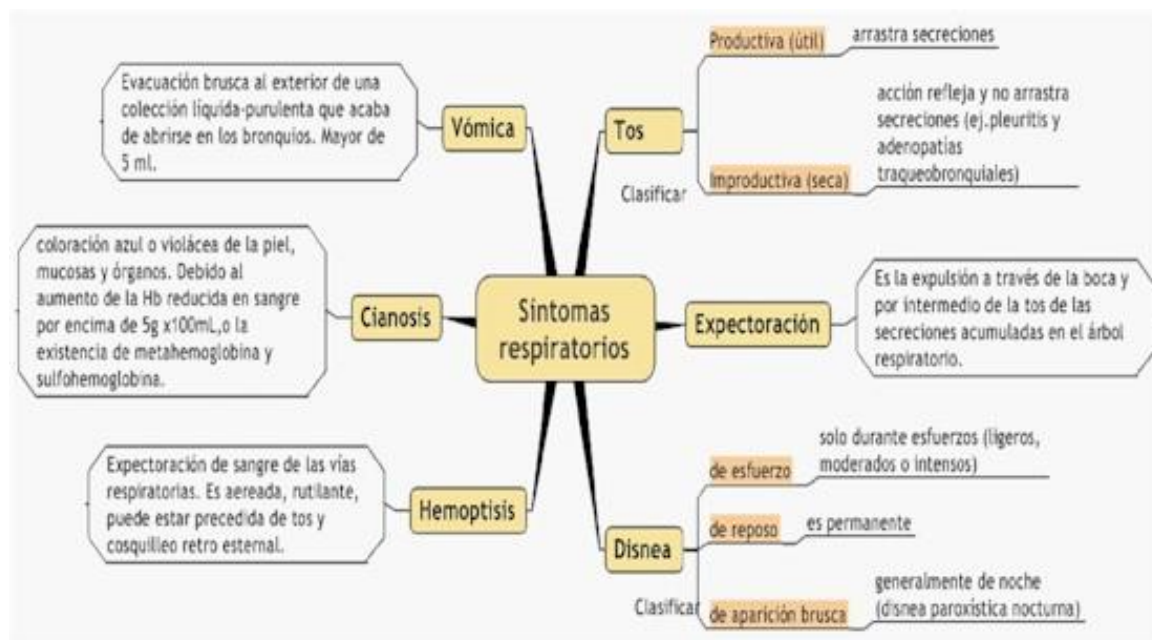 Síntomas
respiratorios
Tos
Clasificar
Productiva (útil)
arrastra secreciones
Improductiva (seca)
acción refleja y no arrastra
secreciones (ej.pleuritis y
adenopatías
traqueobronquiales)
Expectoración
Es la expulsión a través de la boca y
por intermedio de la tos de las
secreciones acumuladas en el árbol
respiratorio.
Disnea
Clasificar
de esfuerzo
solo durante esfuerzos (ligeros,
moderados o intensos)
de reposo
es permanente
de aparición brusca
generalmente de noche
(disnea paroxística nocturna)
Hemoptisis
Expectoración de sangre de las vías
respiratorias. Es aereada, rutilante,
puede estar precedida de tos y
cosquilleo retro esternal.
Cianosis
coloración azul o violácea de la piel,
mucosas y órganos. Debido al
aumento de la Hb reducida en sangre
por encima de 5g x100mL,o la
existencia de metahemoglobina y
sulfohemoglobina.
Vómica
Evacuación brusca al exterior de una
colección líquida-purulenta que acaba
de abrirse en los bronquios. Mayor de
5 ml.